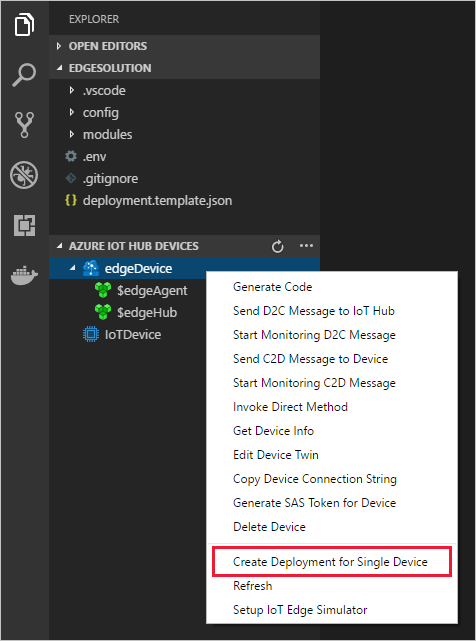 EXPLORER
OPEN EDITORS
EDGESOLUTION
.vscode
config
modules
.env
.gitignore
{} deployment.template.json
AZURE IOT HUB DEVICES
edgeDevice
$edgeAgent
$edgeHub
IoTDevice
Generate Code
Send D2C Message to IoT Hub
Start Monitoring D2C Message
Send C2D Message to Device
Start Monitoring C2D Message
Invoke Direct Method
Get Device Info
Edit Device Twin
Copy Device Connection String
Generate SAS Token for Device
Delete Device
Create Deployment for Single Device
Refresh
Setup IoT Edge Simulator